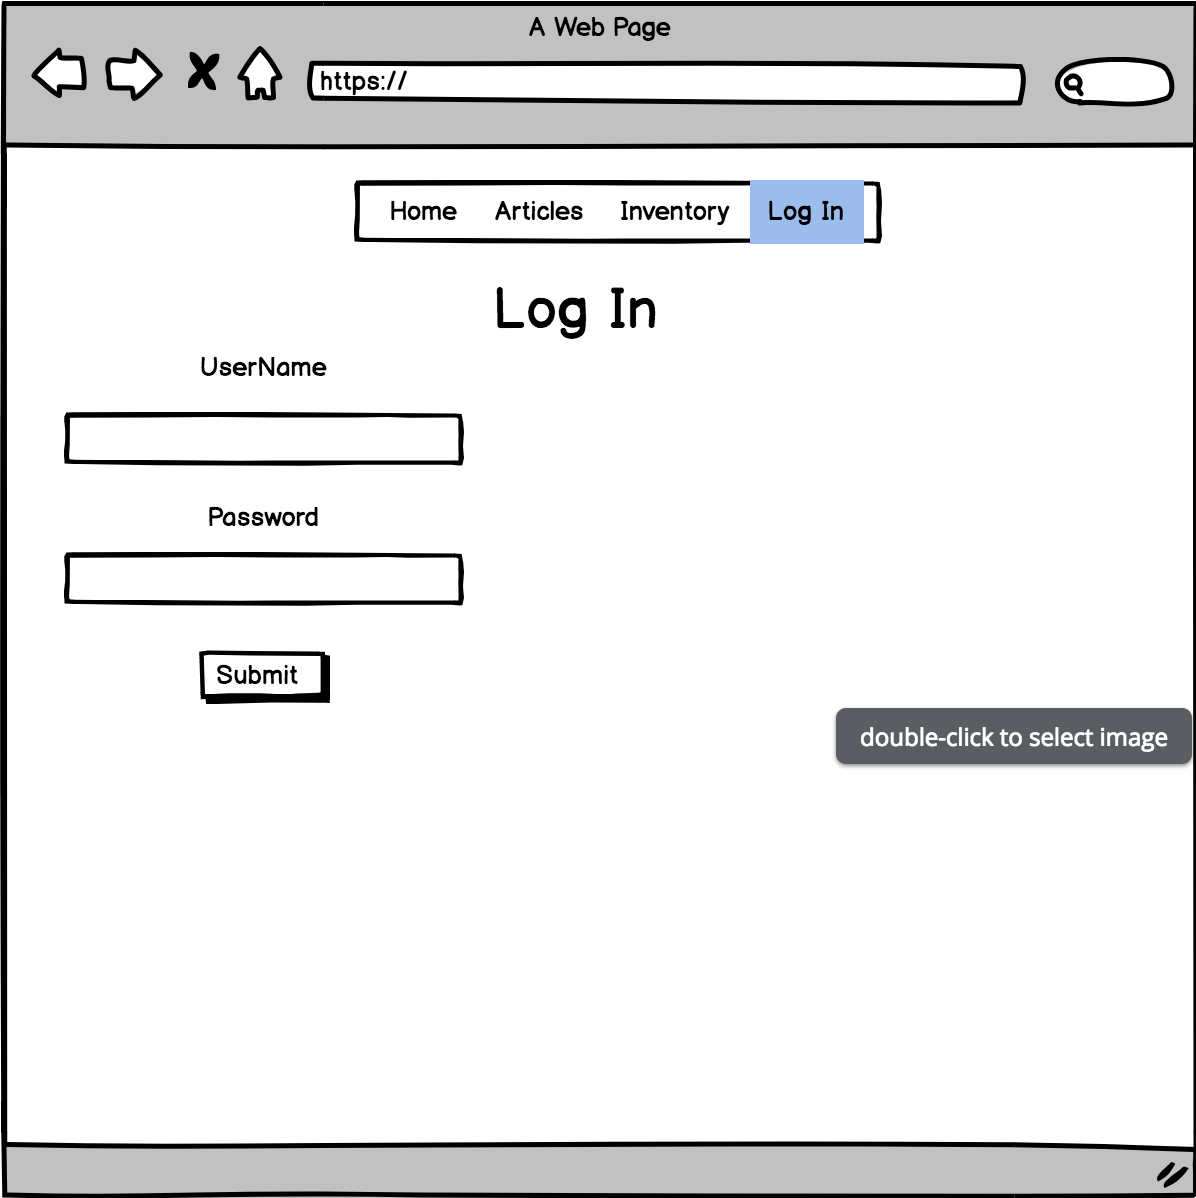 A Web Page
https://
Home Articles Inventory Log In
Log In
UserName
Password
Submit
double-click to select image